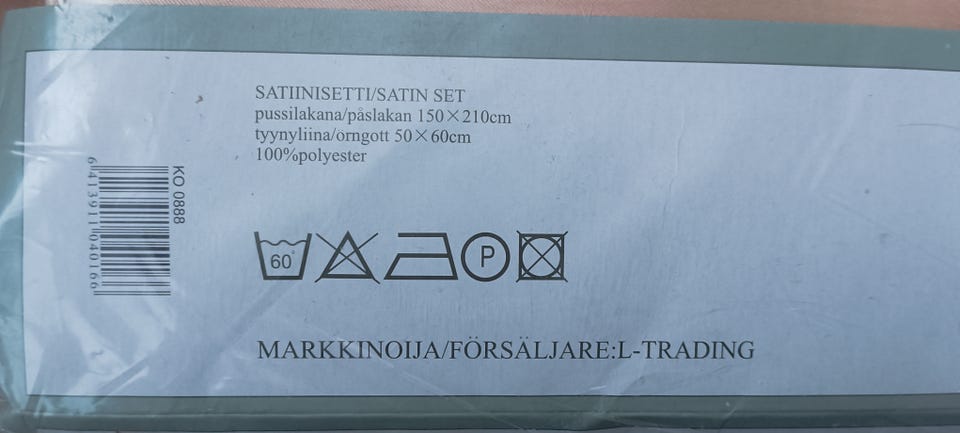 SATIINISETTI/SATIN SET
pussilakana/påslakan 150×210cm
tyynyliina/örngott 50×60cm
100%polyester
KO 0888
6413911040166
60°
P
MARKKINOIJA/FÖRSÄLJARE:L-TRADING